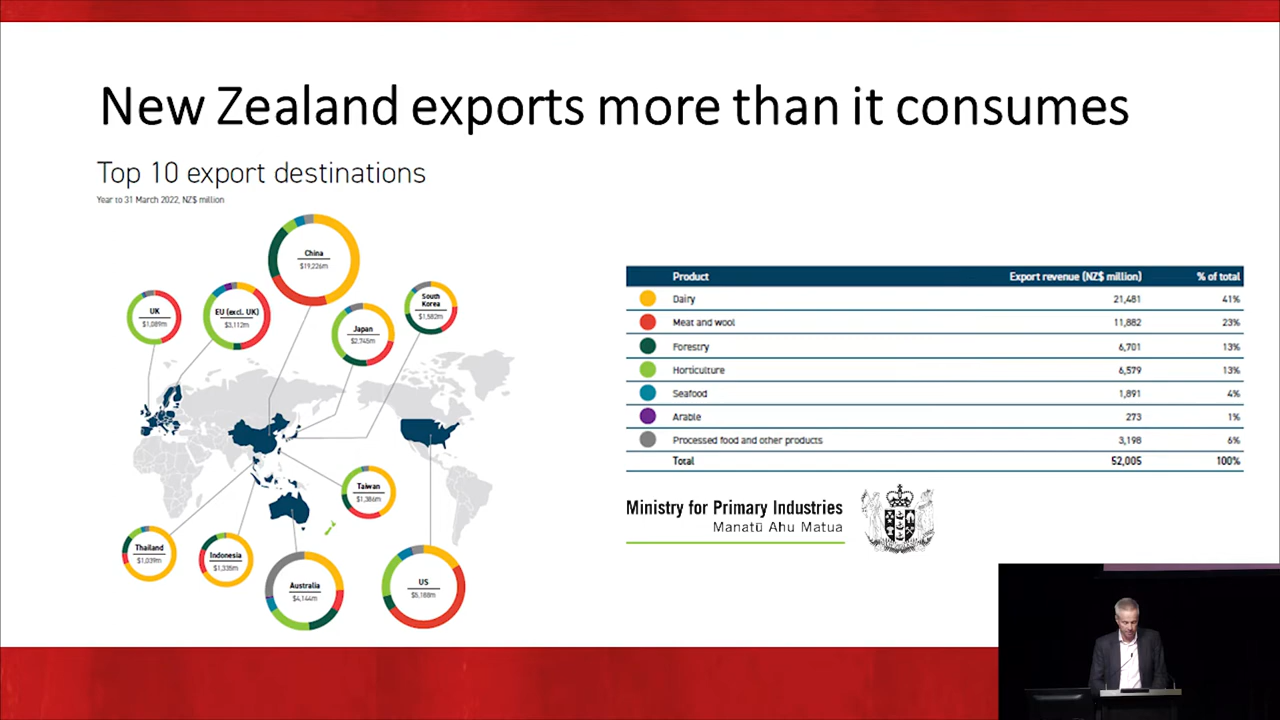 New Zealand exports more than it consumes
Top 10 export destinations
Year to 31 March 2022, NZ$ million
China
$19,226m
UK
$1,089m
EU (excl. UK)
$3,112m
Japan
$2,745m
South
Korea
$1,582m
Taiwan
$1,386m
Thailand
$1,039m
Indonesia
$1,335m
Australia
$4,144m
US
$5,188m
Product Export revenue (NZ$ million) % of total
Dairy 21,481 41%
Meat and wool 11,882 23%
Forestry 6,701 13%
Horticulture 6,579 13%
Seafood 1,891 4%
Arable 273 1%
Processed food and other products 3,198 6%
Total 52,005 100%
Ministry for Primary Industries
Manatū Ahu Matua